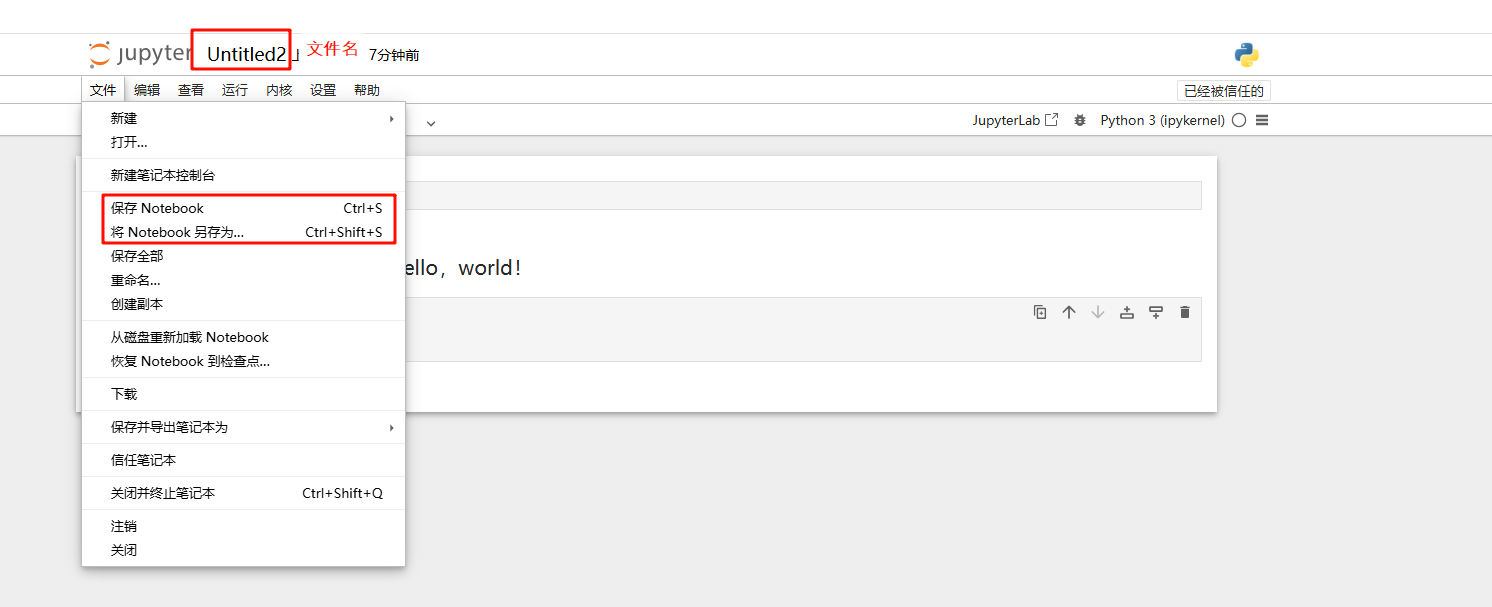 jupyter Untitled2 文件名 7分钟前
文件 编辑 查看 运行 内核 设置 帮助
已经被信任的
JupyterLab Python 3 (ipykernel)
新建
打开...
新建笔记本控制台
保存 Notebook Ctrl+S
将 Notebook 另存为... Ctrl+Shift+S
保存全部
ello，world！
重命名...
创建副本
从磁盘重新加载 Notebook
恢复 Notebook 到检查点...
下载
保存并导出笔记本为
信任笔记本
关闭并终止笔记本 Ctrl+Shift+Q
注销
关闭